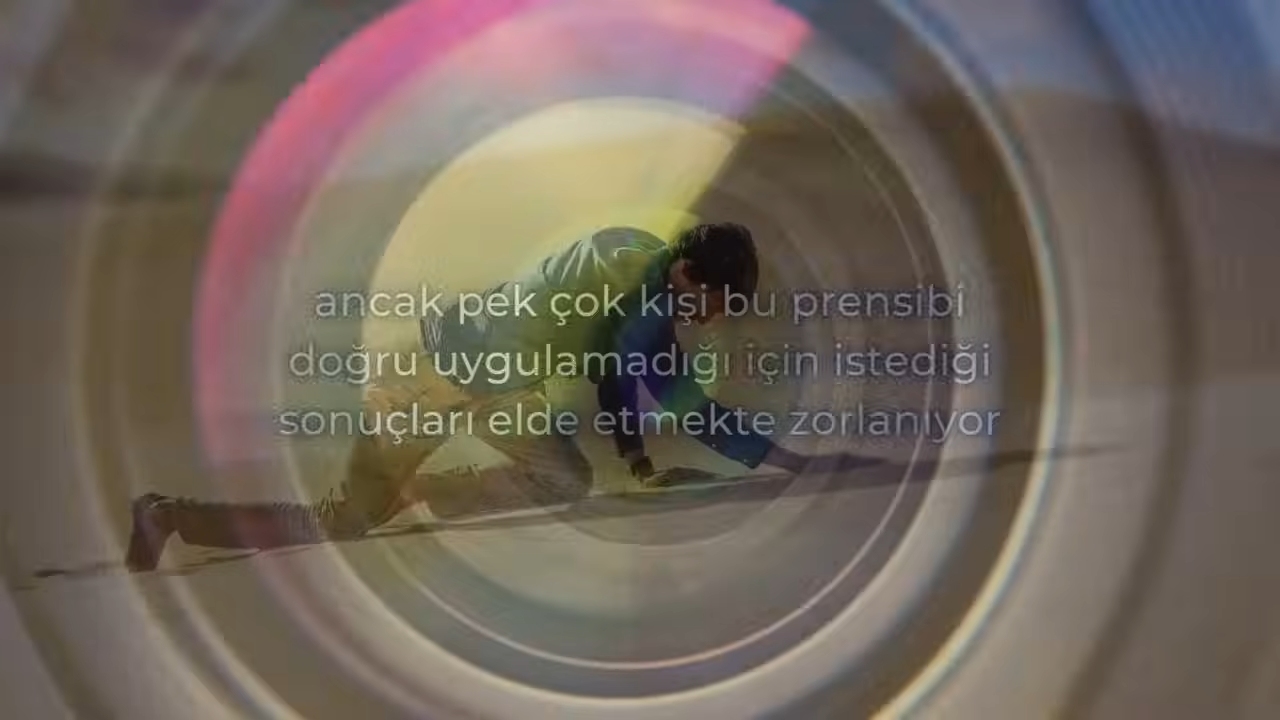 ancak pek çok kişi bu prensibi
doğru uygulamadığı için istediği
sonuçları elde etmekte zorlanıyor